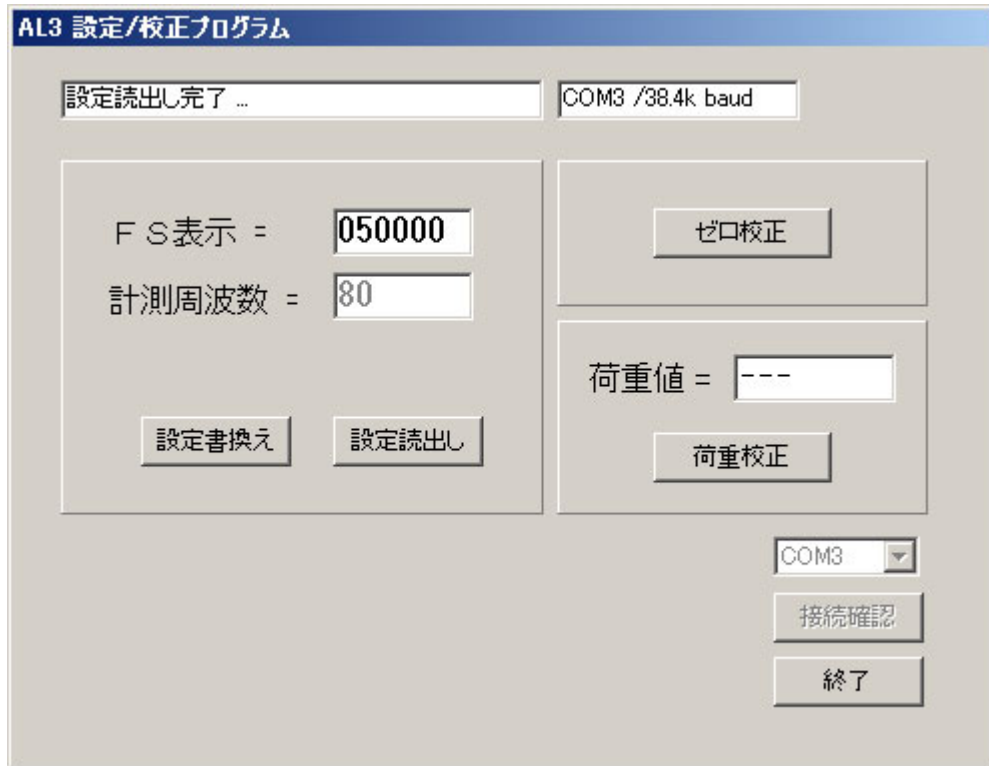 AL3 設定/校正プログラム
設定読出し完了 ...
COM3 /38.4k baud
ＦＳ表示 =
050000
計測周波数 =
80
設定書換え
設定読出し
ゼロ校正
荷重値 =
---
荷重校正
COM3
接続確認
終了